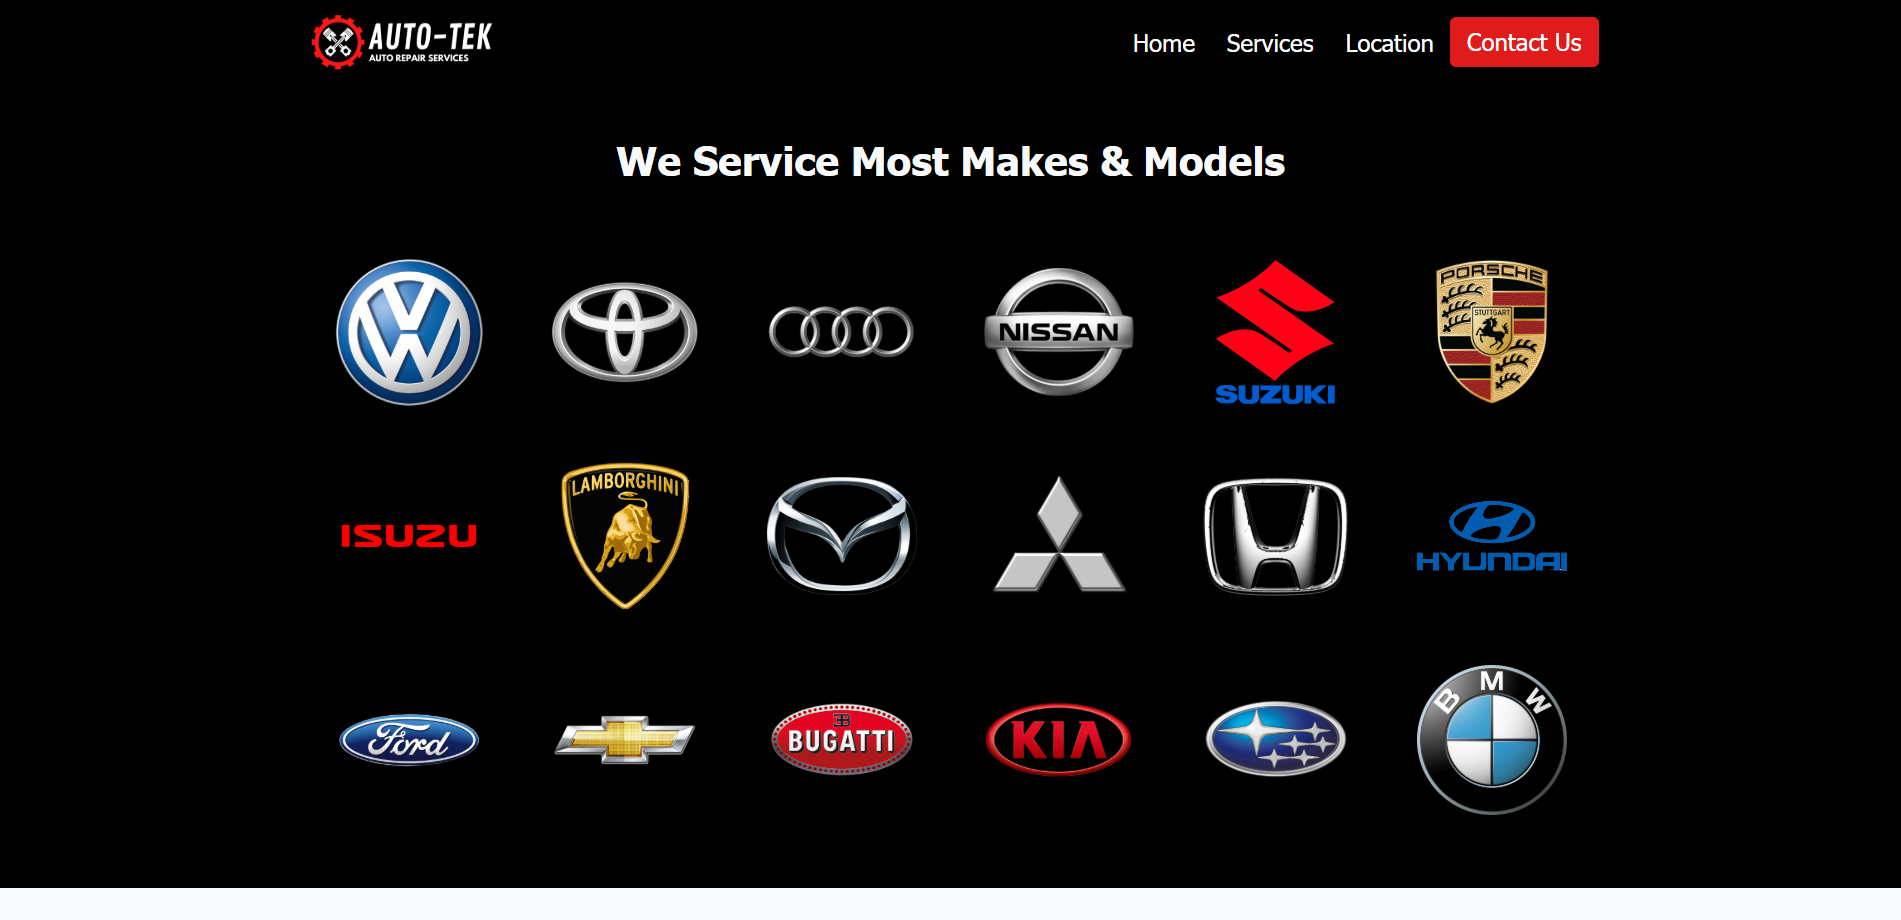 AUTO-TEK
AUTO REPAIR SERVICES
Home
Services
Location
Contact Us
We Service Most Makes & Models
NISSAN
SUZUKI
PORSCHE
STUTTGART
ISUZU
LAMBORGHINI
HYUNDAI
Ford
BUGATTI
KIA
BMW